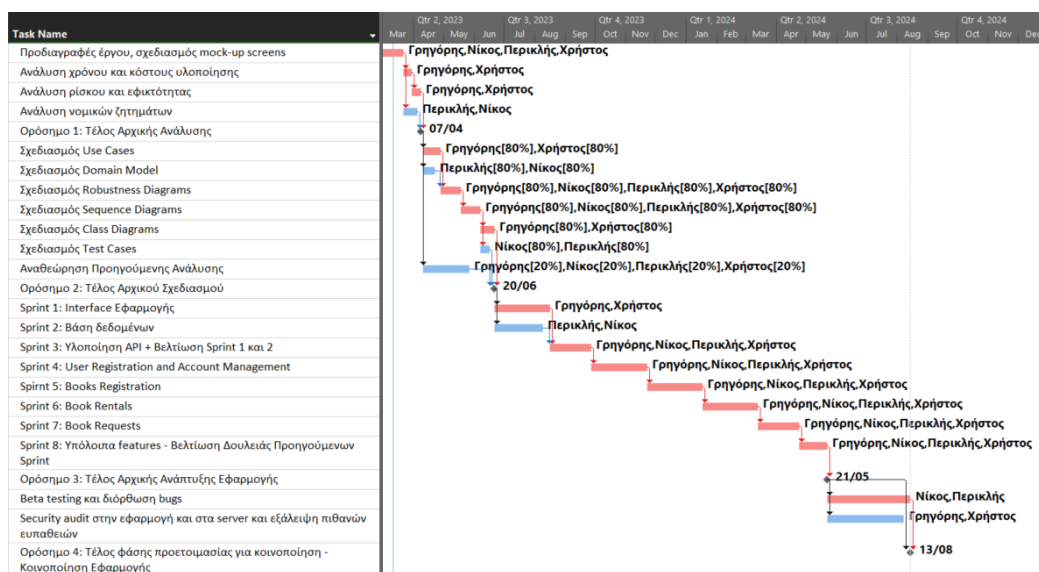 Qtr 2, 2023 Qtr 3, 2023 Qtr 4, 2023 Qtr 1, 2024 Qtr 2, 2024 Qtr 3, 2024 Qtr 4, 2024
Task Name Mar Apr May Jun Jul Aug Sep Oct Nov Dec Jan Feb Mar Apr May Jun Jul Aug Sep Oct Nov Dec
Προδιαγραφές έργου, σχεδιασμός mock-up screens Γρηγόρης,Νίκος,Περικλής,Χρήστος
Ανάλυση χρόνου και κόστους υλοποίησης Γρηγόρης,Χρήστος
Ανάλυση ρίσκου και εφικτότητας Γρηγόρης,Χρήστος
Ανάλυση νομικών ζητημάτων Περικλής,Νίκος
Ορόσημο 1: Τέλος Αρχικής Ανάλυσης 07/04
Σχεδιασμός Use Cases Γρηγόρης[80%],Χρήστος[80%]
Σχεδιασμός Domain Model Περικλής[80%],Νίκος[80%]
Σχεδιασμός Robustness Diagrams Γρηγόρης[80%],Νίκος[80%],Περικλής[80%],Χρήστος[80%]
Σχεδιασμός Sequence Diagrams Γρηγόρης[80%],Νίκος[80%],Περικλής[80%],Χρήστος[80%]
Σχεδιασμός Class Diagrams Γρηγόρης[80%],Χρήστος[80%]
Σχεδιασμός Test Cases Νίκος[80%],Περικλής[80%]
Αναθεώρηση Προηγούμενης Ανάλυσης Γρηγόρης[20%],Νίκος[20%],Περικλής[20%],Χρήστος[20%]
Ορόσημο 2: Τέλος Αρχικού Σχεδιασμού 20/06
Sprint 1: Interface Εφαρμογής Γρηγόρης,Χρήστος
Sprint 2: Βάση δεδομένων Περικλής,Νίκος
Sprint 3: Υλοποίηση API + Βελτίωση Sprint 1 και 2 Γρηγόρης,Νίκος,Περικλής,Χρήστος
Sprint 4: User Registration and Account Management Γρηγόρης,Νίκος,Περικλής,Χρήστος
Sprint 5: Books Registration Γρηγόρης,Νίκος,Περικλής,Χρήστος
Sprint 6: Book Rentals Γρηγόρης,Νίκος,Περικλής,Χρήστος
Sprint 7: Book Requests Γρηγόρης,Νίκος,Περικλής,Χρήστος
Sprint 8: Υπόλοιπα features - Βελτίωση Δουλειάς Προηγούμενων Γρηγόρης,Νίκος,Περικλής,Χρήστος
Sprint
Ορόσημο 3: Τέλος Αρχικής Ανάπτυξης Εφαρμογής 21/05
Beta testing και διόρθωση bugs Νίκος,Περικλής
Security audit στην εφαρμογή και στα server και εξάλειψη πιθανών Γρηγόρης,Χρήστος
ευπαθειών
Ορόσημο 4: Τέλος φάσης προετοιμασίας για κοινοποίηση - 13/08
Κοινοποίηση Εφαρμογής